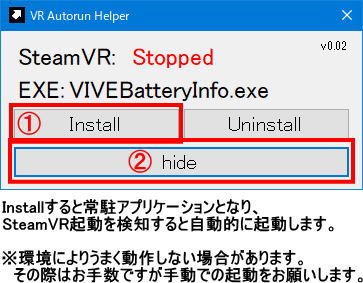 VR Autorun Helper
v0.02
SteamVR: Stopped
EXE: VIVEBatteryInfo.exe
① Install Uninstall
② hide
Installすると常駐アプリケーションとなり、
SteamVR起動を検知すると自動的に起動します。
※環境によりうまく動作しない場合があります。
その際はお手数ですが手動での起動をお願いします。